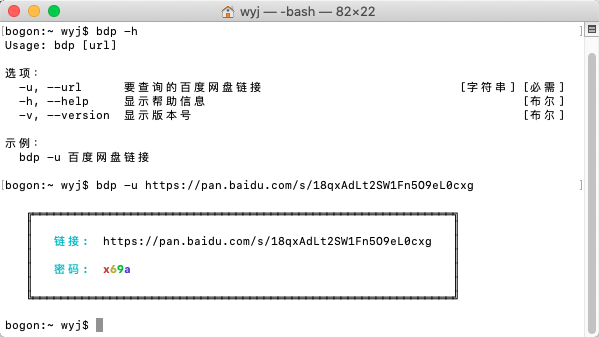 wyj — -bash — 82×22
bogon:~ wyj$ bdp -h
Usage: bdp [url]
选项：
-u, --url 要查询的百度网盘链接 [字符串] [必需]
-h, --help 显示帮助信息 [布尔]
-v, --version 显示版本号 [布尔]
示例：
bdp -u 百度网盘链接
bogon:~ wyj$ bdp -u https://pan.baidu.com/s/18qxAdLt2SW1Fn5O9eL0cxg
链接： https://pan.baidu.com/s/18qxAdLt2SW1Fn5O9eL0cxg
密码： x69a
bogon:~ wyj$